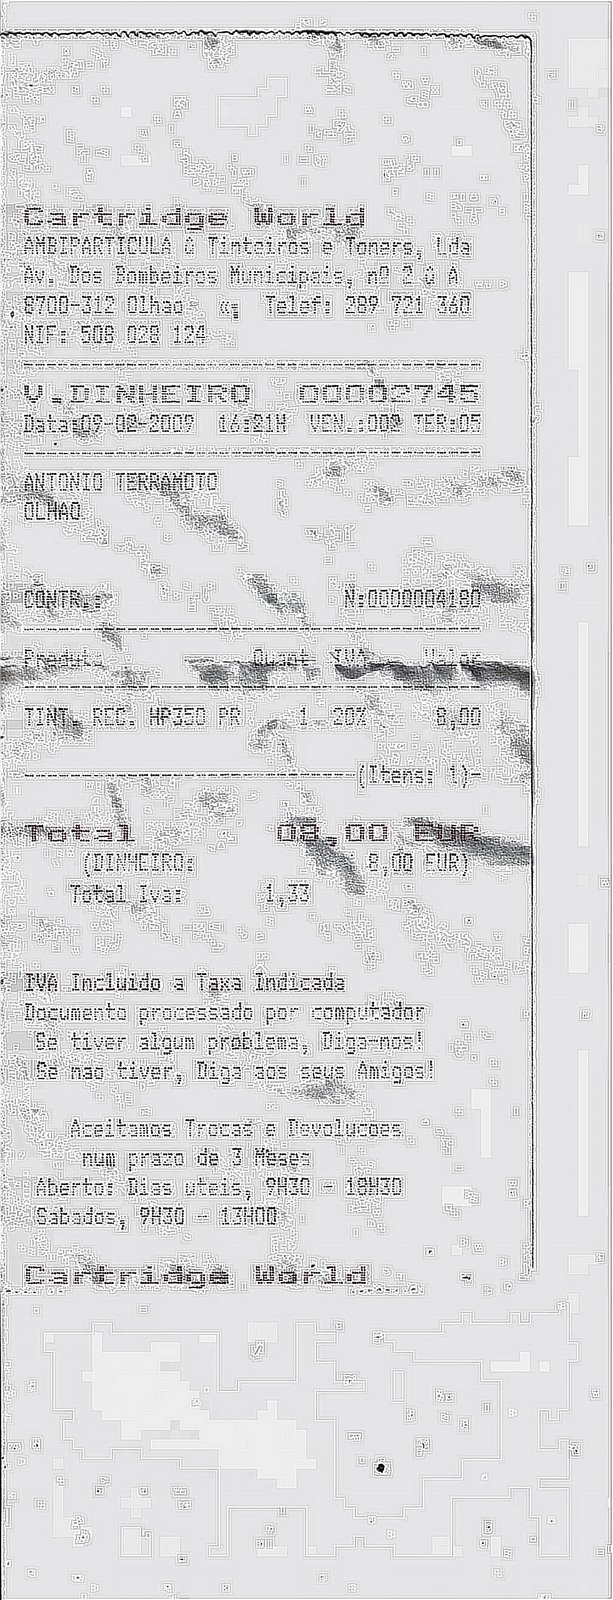 Cartridge World
AMBIPARTICULA û Tinteiros e Toners, Lda
Av. Dos Bombeiros Municipais, nº 2 û A
8700-312 Olhao Telef: 289 721 360
NIF: 508 028 124
V.DINHEIRO 00002745
Data:09-02-2009 16:21H VEN.:002 TER:05
ANTONIO TERRAMOTO
OLHAO
CONTR.: N:0000004180
Produt. Quant IVA Valor
TINT. REC. HP350 PR 1 20% 8,00
(Itens: 1)-
Total 08,00 EUR
(DINHEIRO: 8,00 EUR)
Total Iva: 1,33
IVA Incluido a Taxa Indicada
Documento processado por computador
Se tiver algum problema, Diga-nos!
Se nao tiver, Diga aos seus Amigos!
Aceitamos Trocas e Devolucoes
num prazo de 3 Meses
Aberto: Dias uteis, 9H30 - 18H30
Sabados, 9H30 - 13H00
Cartridge World